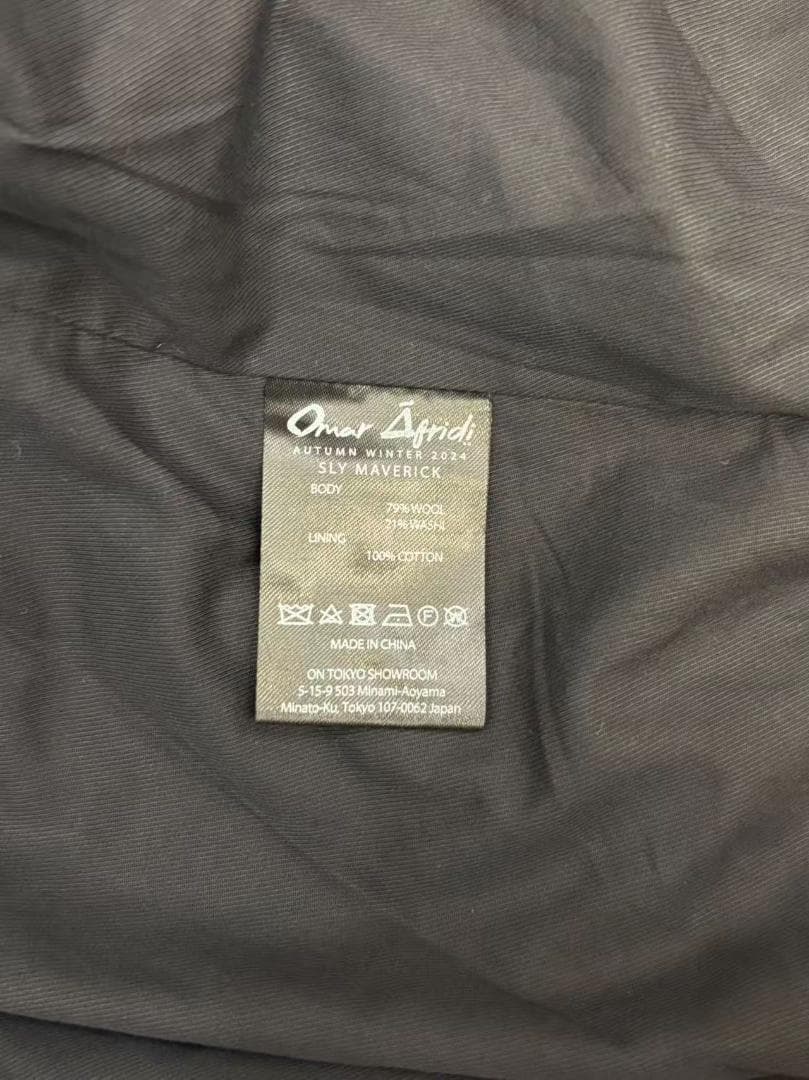 Omar Āfridi
AUTUMN WINTER 2024
SLY MAVERICK
BODY
79% WOOL
21% WASHI
LINING
100% COTTON
F W
MADE IN CHINA
ON TOKYO SHOWROOM
5-15-9 503 Minami-Aoyama
Minato-Ku, Tokyo 107-0062 Japan